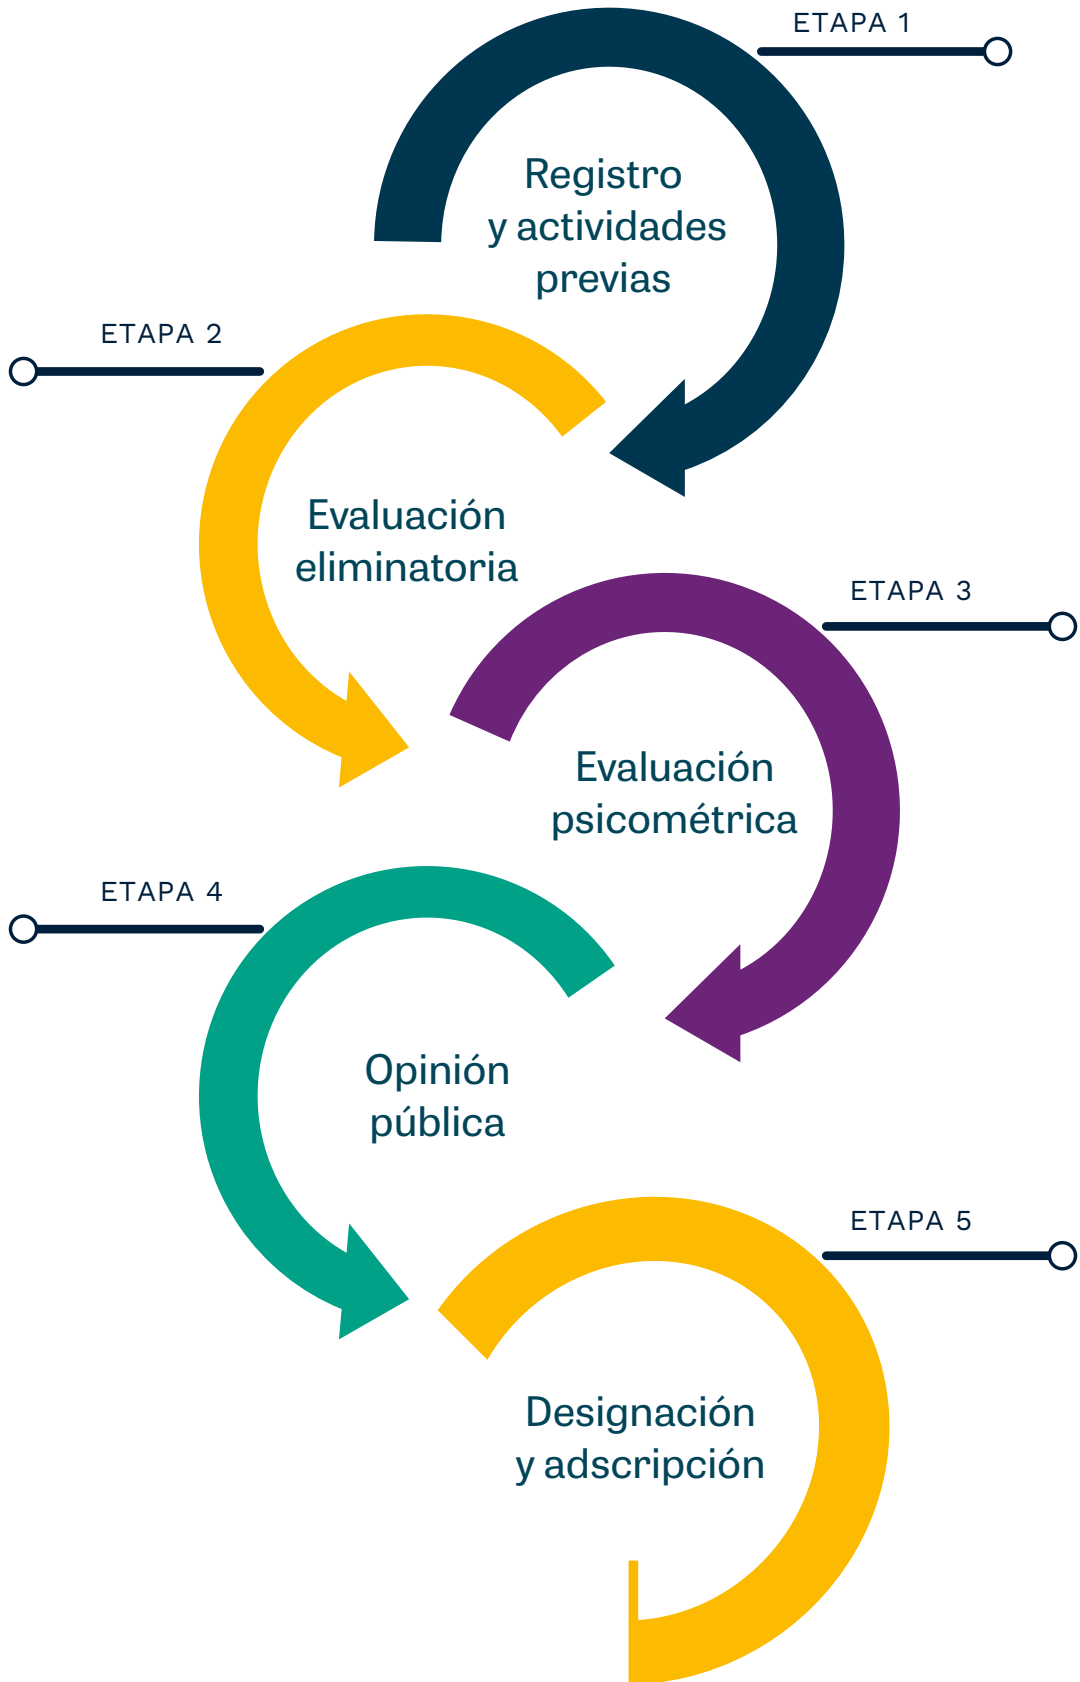 ETAPA 1
Registro
y actividades
previas
ETAPA 2
Evaluación
eliminatoria
ETAPA 3
Evaluación
psicométrica
ETAPA 4
Opinión
pública
ETAPA 5
Designación
y adscripción